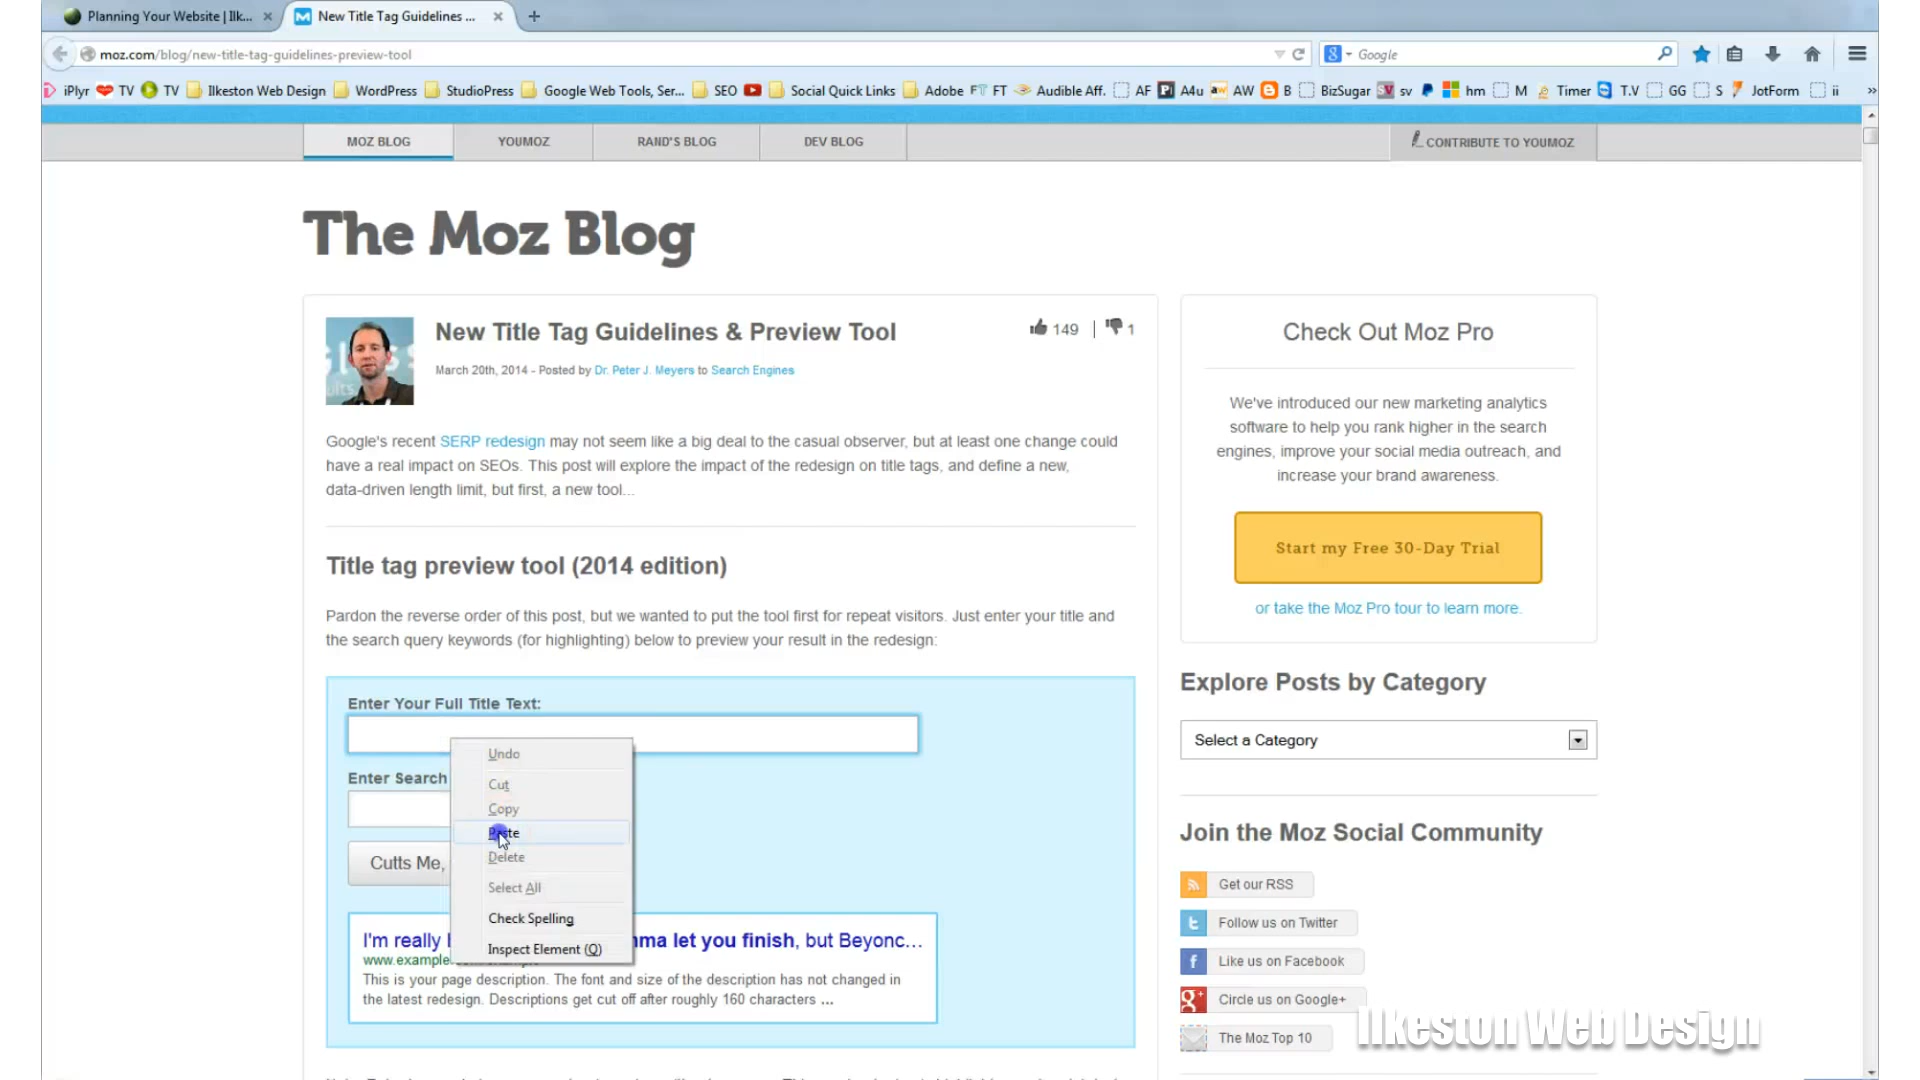 Planning Your Website | Ilk...
New Title Tag Guidelines ...
moz.com/blog/new-title-tag-guidelines-preview-tool
Google
iPlyr TV TV Ilkeston Web Design WordPress StudioPress Google Web Tools, Ser... SEO Social Quick Links Adobe FT Audible Aff. AF A4u AW B BizSugar sv hm M Timer T.V GG S JotForm ii »
MOZ BLOG YOUMOZ RAND'S BLOG DEV BLOG CONTRIBUTE TO YOUMOZ
The Moz Blog
New Title Tag Guidelines & Preview Tool
149 | 1
March 20th, 2014 - Posted by Dr. Peter J. Meyers to Search Engines
Google's recent SERP redesign may not seem like a big deal to the casual observer, but at least one change could
have a real impact on SEOs. This post will explore the impact of the redesign on title tags, and define a new,
data-driven length limit, but first, a new tool...
Title tag preview tool (2014 edition)
Pardon the reverse order of this post, but we wanted to put the tool first for repeat visitors. Just enter your title and
the search query keywords (for highlighting) below to preview your result in the redesign:
Enter Your Full Title Text:
Enter Search
Cutts Me,
Undo
Cut
Copy
Paste
Delete
Select All
Check Spelling
Inspect Element (Q)
I'm really mma let you finish, but Beyonc...
www.example
This is your page description. The font and size of the description has not changed in
the latest redesign. Descriptions get cut off after roughly 160 characters ...
Check Out Moz Pro
We've introduced our new marketing analytics
software to help you rank higher in the search
engines, improve your social media outreach, and
increase your brand awareness.
Start my Free 30-Day Trial
or take the Moz Pro tour to learn more.
Explore Posts by Category
Select a Category
Join the Moz Social Community
Get our RSS
Follow us on Twitter
Like us on Facebook
Circle us on Google+
The Moz Top 10
Ilkeston Web Design